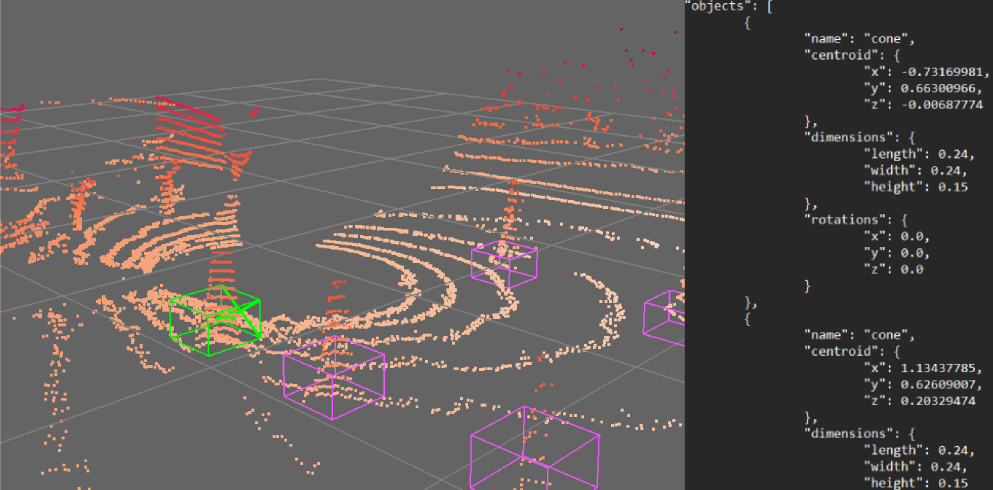 "objects": [
{
"name": "cone",
"centroid": {
"x": -0.73169981,
"y": 0.66300966,
"z": -0.00687774
},
"dimensions": {
"length": 0.24,
"width": 0.24,
"height": 0.15
},
"rotations": {
"x": 0.0,
"y": 0.0,
"z": 0.0
}
},
{
"name": "cone",
"centroid": {
"x": 1.13437785,
"y": 0.62609007,
"z": 0.20329474
},
"dimensions": {
"length": 0.24,
"width": 0.24,
"height": 0.15